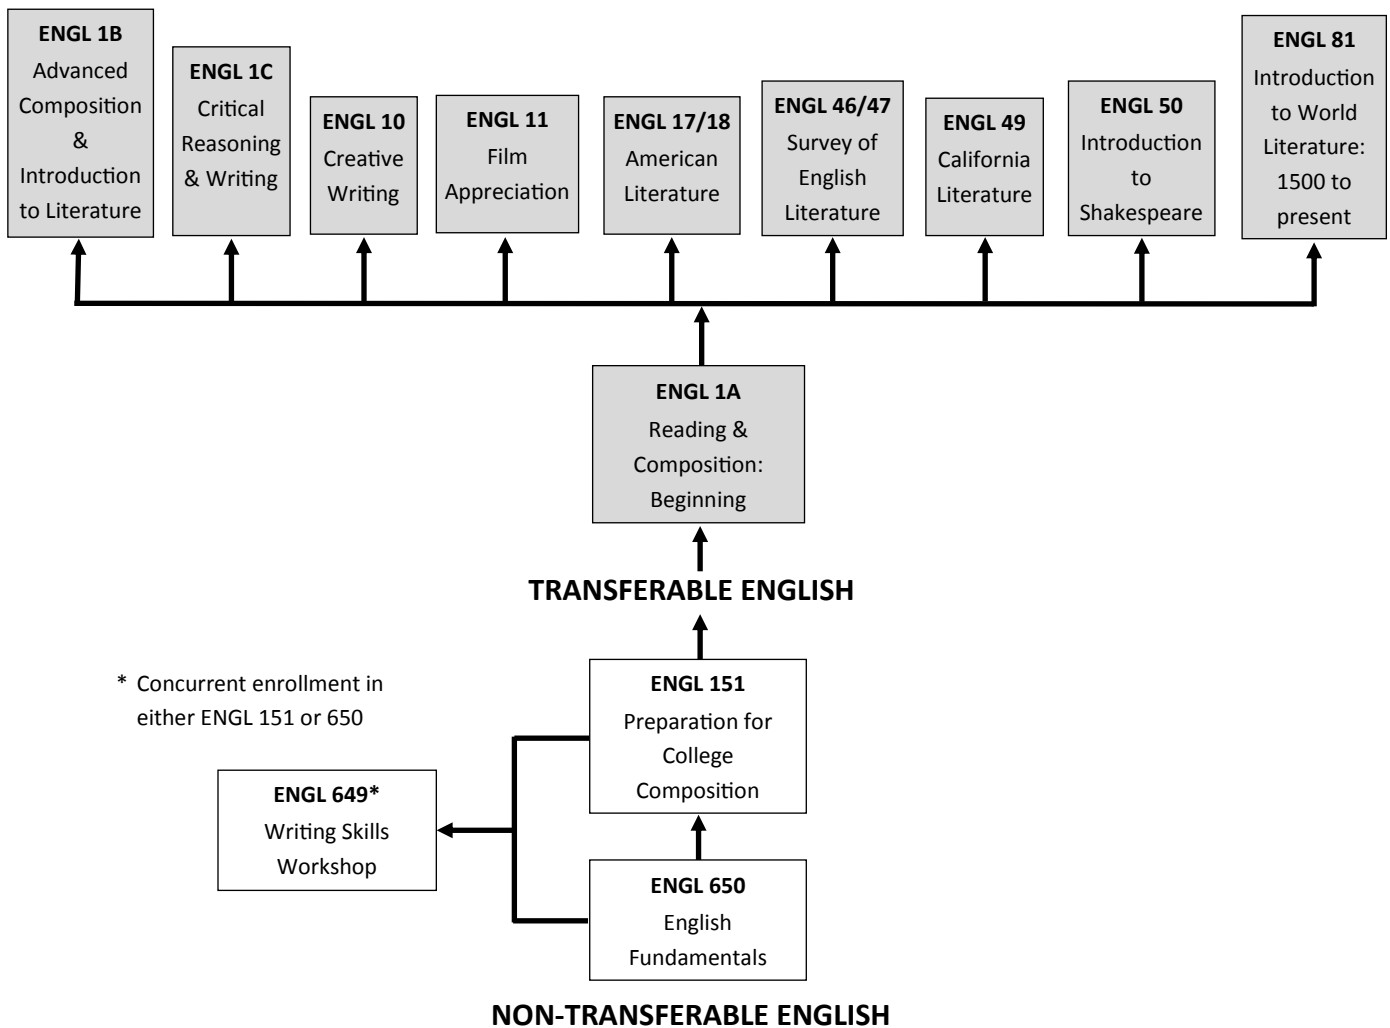 ENGL 1B
Advanced
Composition
&
Introduction
to Literature
ENGL 1C
Critical
Reasoning
& Writing
ENGL 10
Creative
Writing
ENGL 11
Film
Appreciation
ENGL 17/18
American
Literature
ENGL 46/47
Survey of
English
Literature
ENGL 49
California
Literature
ENGL 50
Introduction
to
Shakespeare
ENGL 81
Introduction
to World
Literature:
1500 to
present
ENGL 1A
Reading &
Composition:
Beginning
TRANSFERABLE ENGLISH
* Concurrent enrollment in
either ENGL 151 or 650
ENGL 151
Preparation for
College
Composition
ENGL 649*
Writing Skills
Workshop
ENGL 650
English
Fundamentals
NON-TRANSFERABLE ENGLISH